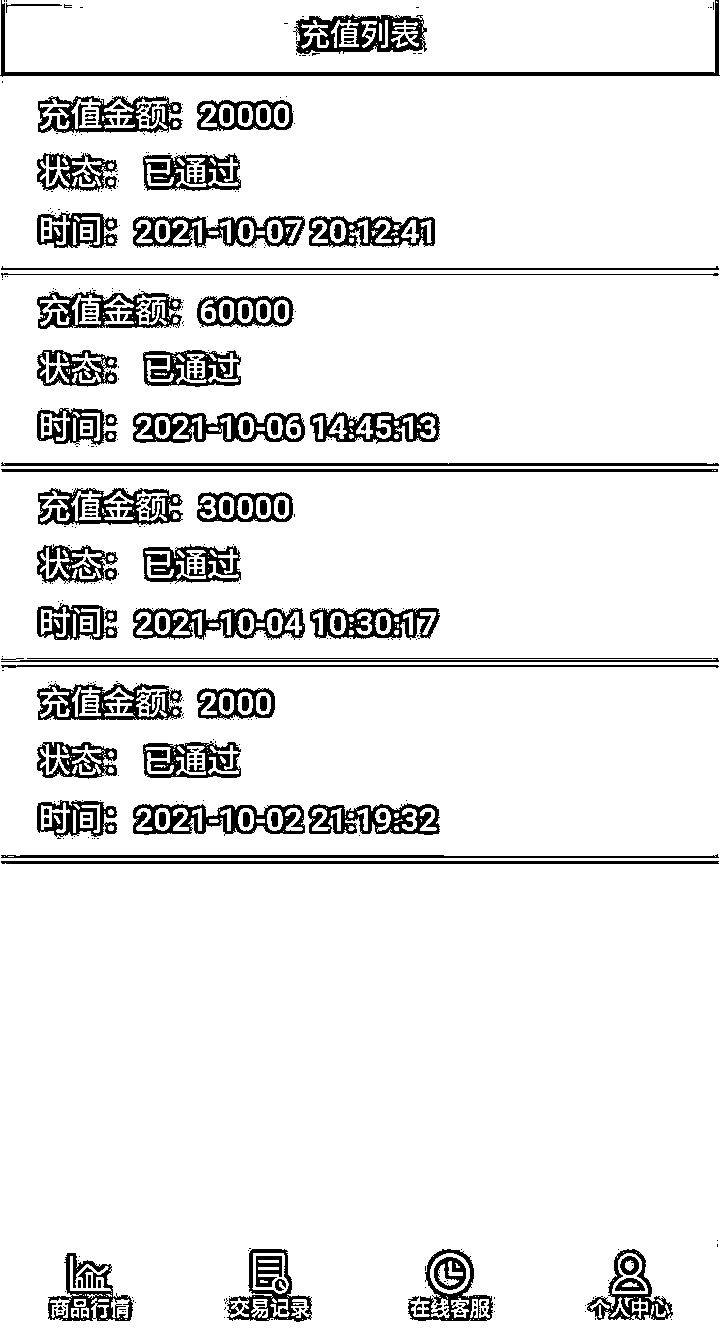 充值列表
充值金额：20000
状态： 已通过
时间：2021-10-07 20:12:41
充值金额：60000
状态： 已通过
时间：2021-10-06 14:45:13
充值金额：30000
状态： 已通过
时间：2021-10-04 10:30:17
充值金额：2000
状态： 已通过
时间：2021-10-02 21:19:32
商品行情 交易记录 在线客服 个人中心